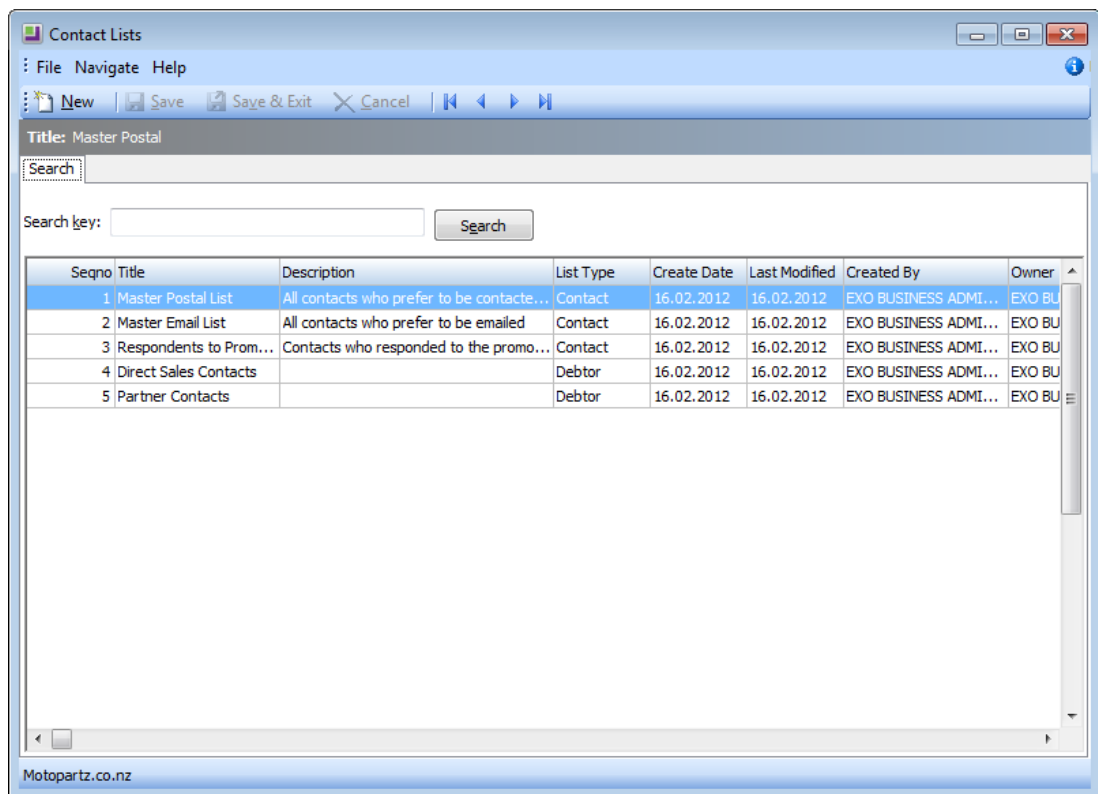 Contact Lists
File Navigate Help
New Save Save & Exit Cancel
Title: Master Postal
Search
Search key: Search
Seqno Title Description List Type Create Date Last Modified Created By Owner
1 Master Postal List All contacts who prefer to be contacte... Contact 16.02.2012 16.02.2012 EXO BUSINESS ADMI... EXO BU
2 Master Email List All contacts who prefer to be emailed Contact 16.02.2012 16.02.2012 EXO BUSINESS ADMI... EXO BU
3 Respondents to Prom... Contacts who responded to the promo... Contact 16.02.2012 16.02.2012 EXO BUSINESS ADMI... EXO BU
4 Direct Sales Contacts Debtor 16.02.2012 16.02.2012 EXO BUSINESS ADMI... EXO BU
5 Partner Contacts Debtor 16.02.2012 16.02.2012 EXO BUSINESS ADMI... EXO BU
Motopartz.co.nz